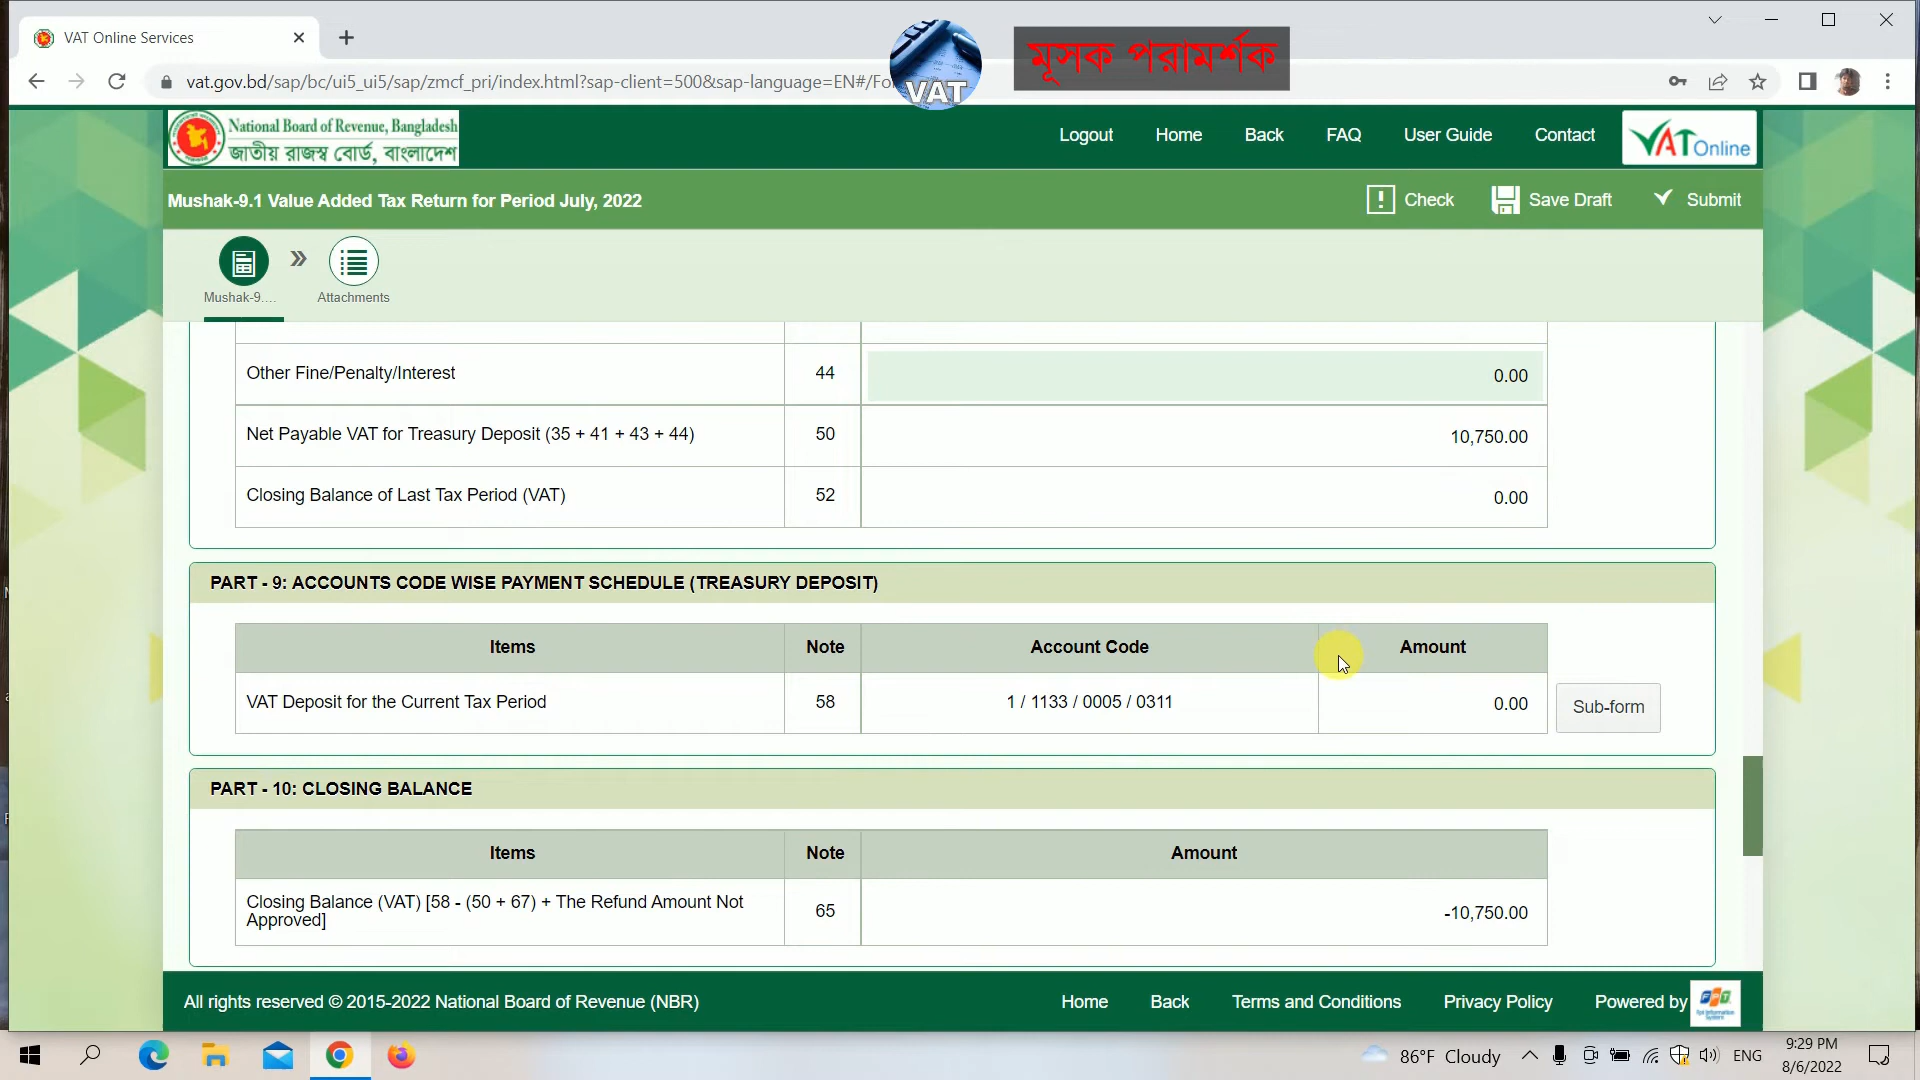 VAT Online Services
VAT
মূসক পরামর্শক
vat.gov.bd/sap/bc/ui5_ui5/sap/zmcf_pri/index.html?sap-client=500&sap-language=EN#/Fo
National Board of Revenue, Bangladesh
জাতীয় রাজস্ব বোর্ড, বাংলাদেশ
Logout Home Back FAQ User Guide Contact
VAT Online
Mushak-9.1 Value Added Tax Return for Period July, 2022
Check Save Draft Submit
Mushak-9.... Attachments
Other Fine/Penalty/Interest 44 0.00
Net Payable VAT for Treasury Deposit (35 + 41 + 43 + 44) 50 10,750.00
Closing Balance of Last Tax Period (VAT) 52 0.00
PART - 9: ACCOUNTS CODE WISE PAYMENT SCHEDULE (TREASURY DEPOSIT)
Items Note Account Code Amount
VAT Deposit for the Current Tax Period 58 1 / 1133 / 0005 / 0311 0.00 Sub-form
PART - 10: CLOSING BALANCE
Items Note Amount
Closing Balance (VAT) [58 - (50 + 67) + The Refund Amount Not
Approved] 65 -10,750.00
All rights reserved © 2015-2022 National Board of Revenue (NBR)
Home Back Terms and Conditions Privacy Policy Powered by
86°F Cloudy ENG
9:29 PM
8/6/2022